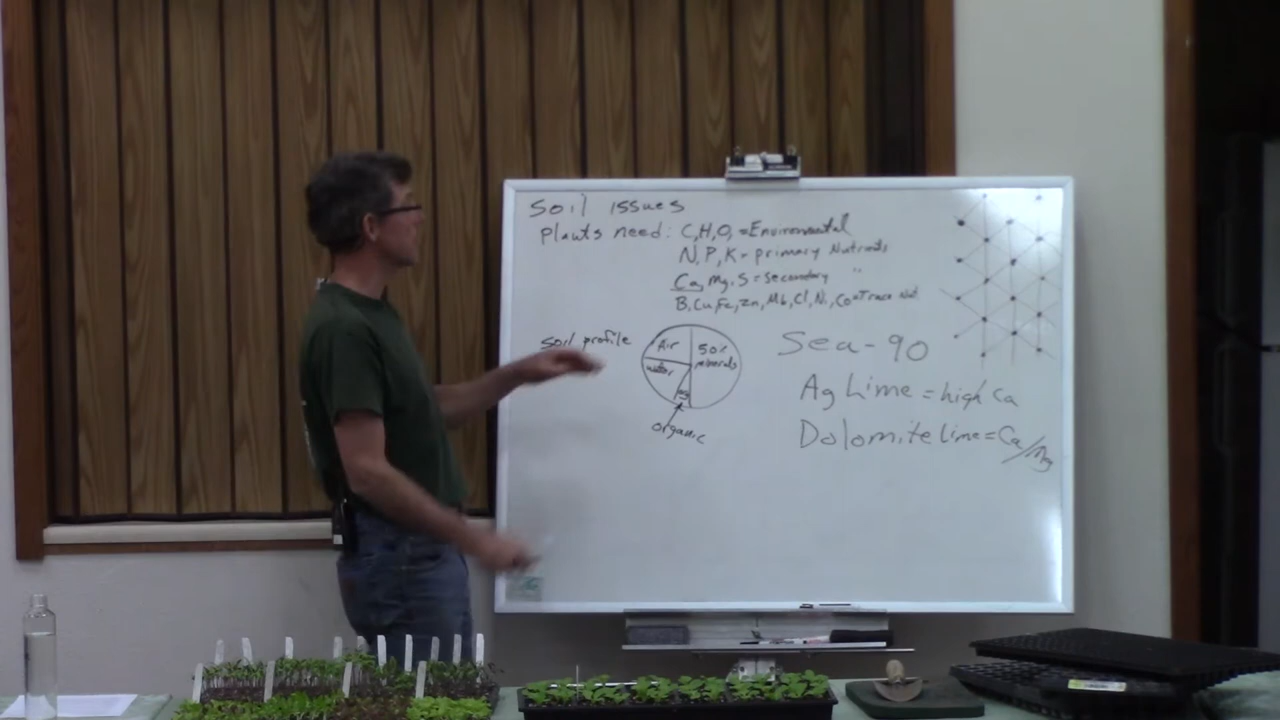 Soil issues
plants need: C,H,O, = Environmental
N, P, K = primary Nutrients
Ca, Mg, S = secondary "
B, Cu, Fe, Zn, Mb, Cl, Ni, Co = Trace Nut
Soil profile
Air
50%
minerals
water
organic
Sea-90
Ag Lime = high Ca
Dolomite Lime = Ca/Mg